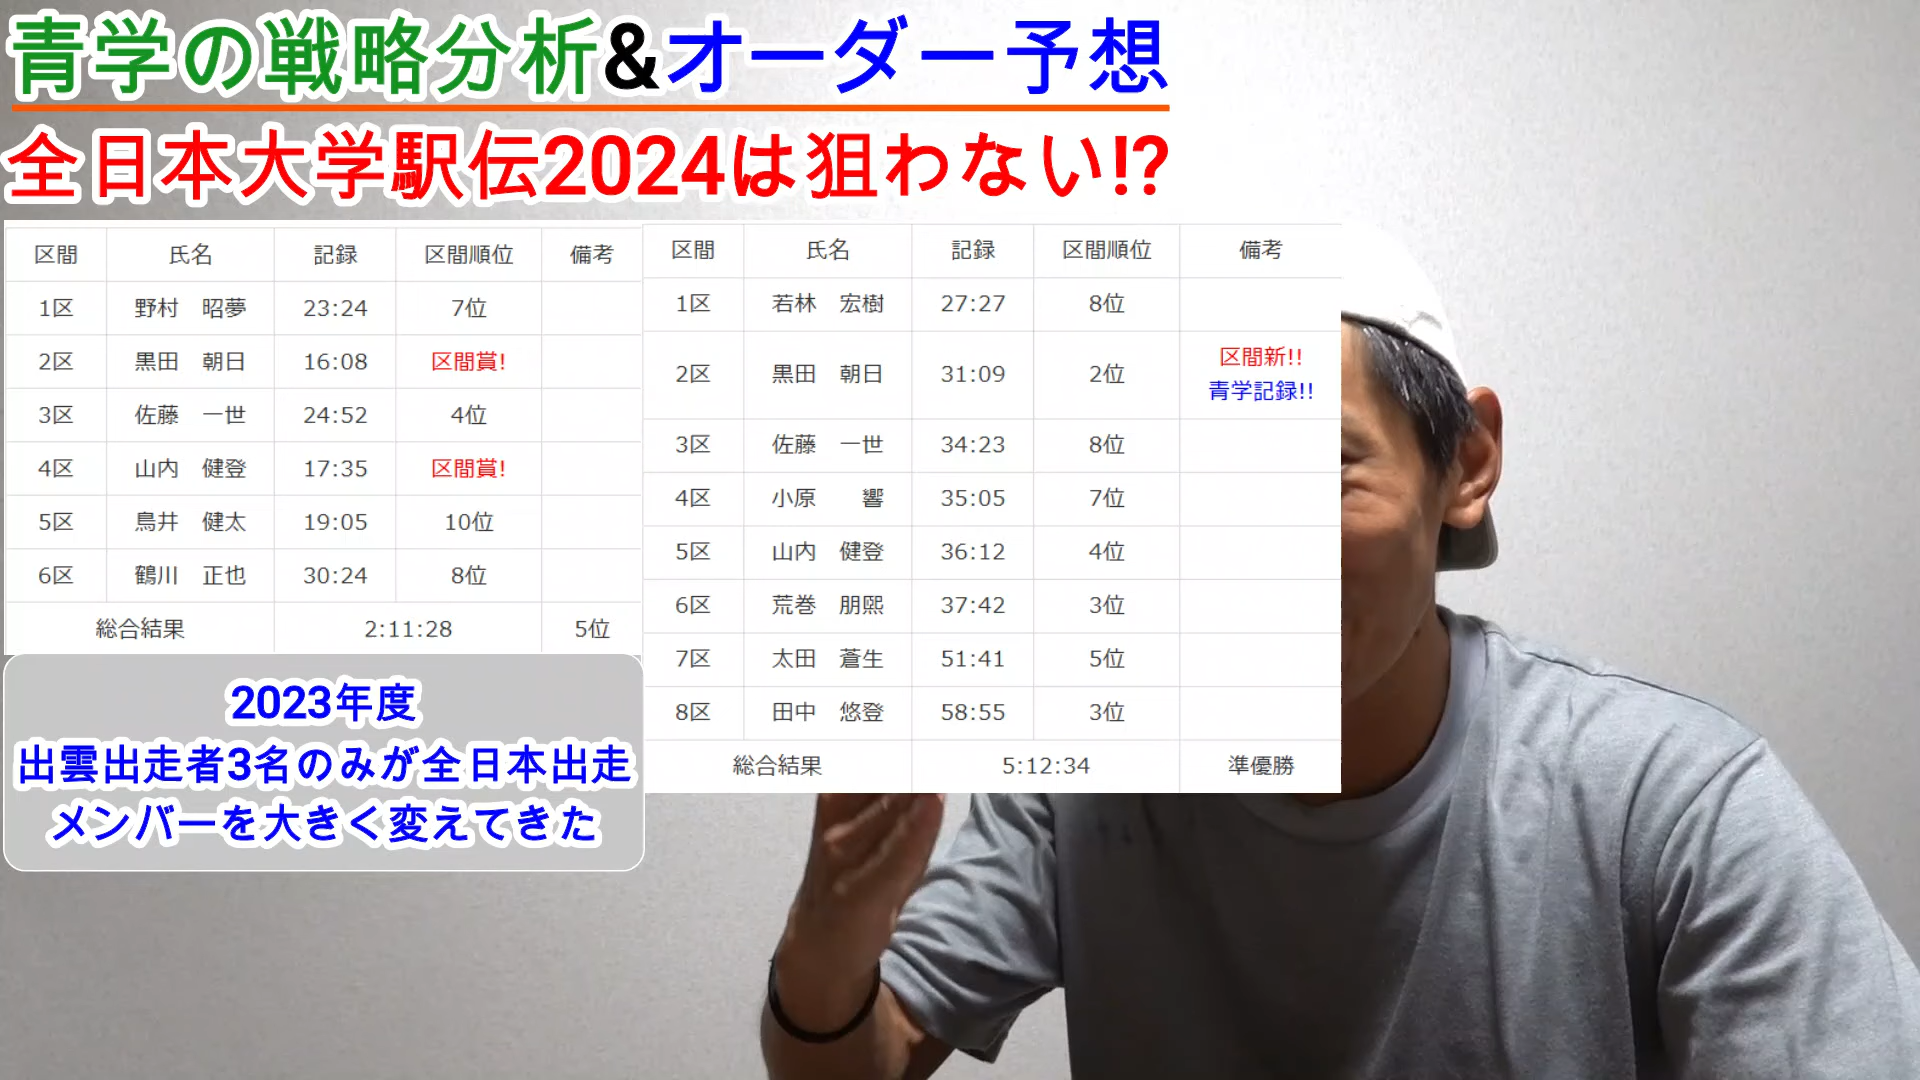 青学の戦略分析&オーダー予想
全日本大学駅伝2024は狙わない!?
区間 氏名 記録 区間順位 備考
1区 野村 昭夢 23:24 7位
2区 黒田 朝日 16:08 区間賞!
3区 佐藤 一世 24:52 4位
4区 山内 健登 17:35 区間賞!
5区 鳥井 健太 19:05 10位
6区 鶴川 正也 30:24 8位
総合結果 2:11:28 5位
区間 氏名 記録 区間順位 備考
1区 若林 宏樹 27:27 8位
2区 黒田 朝日 31:09 2位 区間新!!
青学記録!!
3区 佐藤 一世 34:23 8位
4区 小原 響 35:05 7位
5区 山内 健登 36:12 4位
6区 荒巻 朋熙 37:42 3位
7区 太田 蒼生 51:41 5位
8区 田中 悠登 58:55 3位
総合結果 5:12:34 準優勝
2023年度
出雲出走者3名のみが全日本出走
メンバーを大きく変えてきた